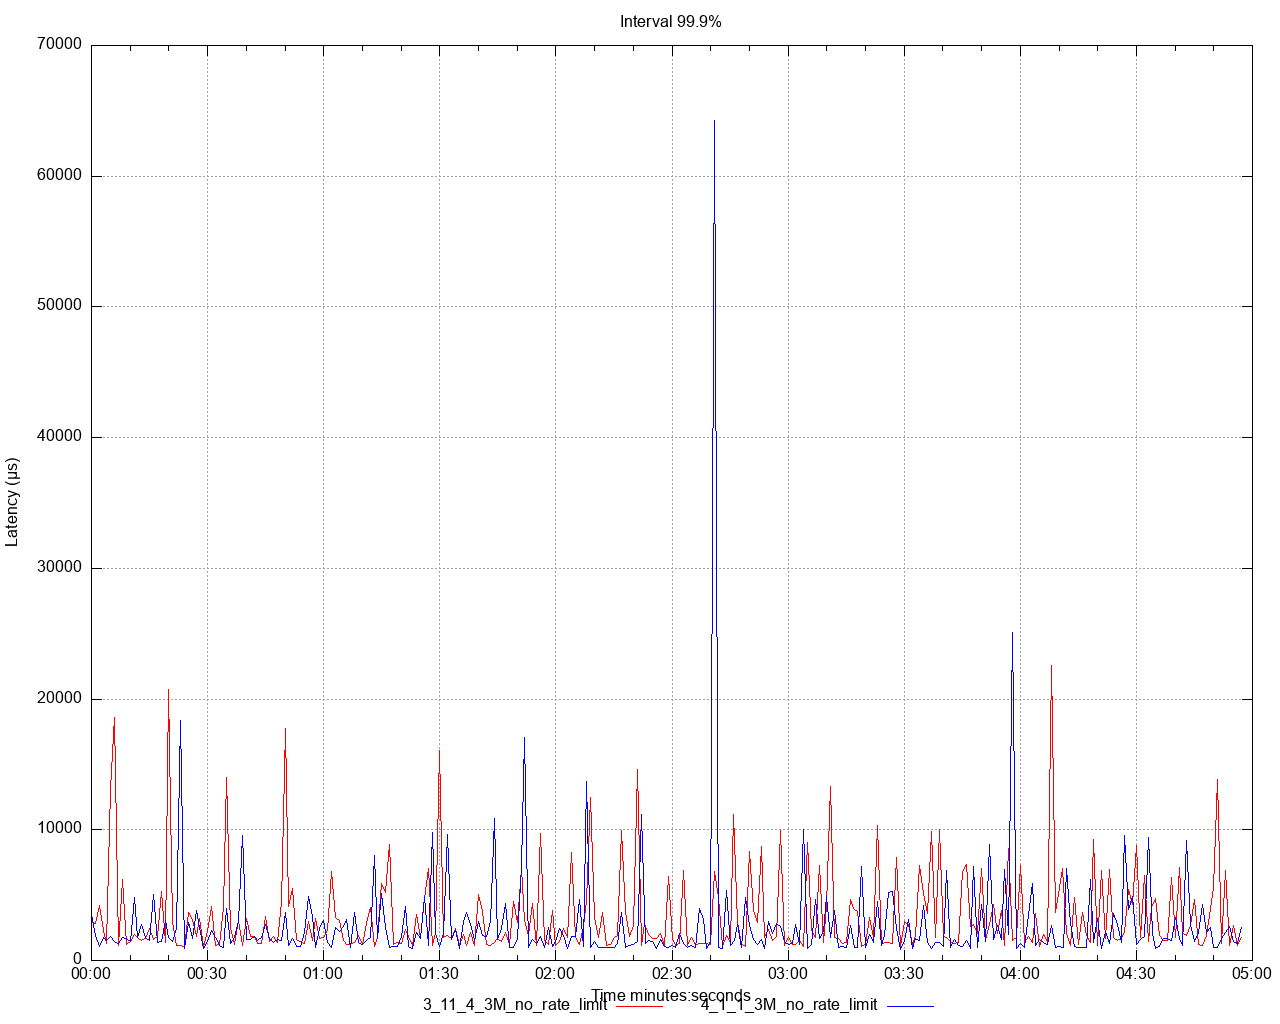 Interval 99.9%
70000
60000
50000
40000
30000
20000
10000
0
Latency (µs)
00:00 00:30 01:00 01:30 02:00 02:30 03:00 03:30 04:00 04:30 05:00
Time minutes:seconds
3_11_4_3M_no_rate_limit 4_1_1_3M_no_rate_limit